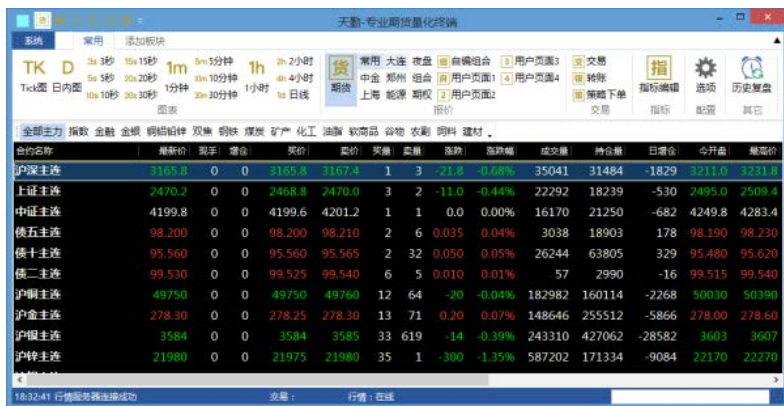 天勤-专业期货量化终端
系统 常用 添加板块
TK Tick图 D 日内图 3s 3秒 15s 15秒 1m 1分钟 5m 5分钟 1h 1小时 2h 2小时 货 期货 常用 大连 夜盘 自编组合 3 用户页面3 交易 指 指标编辑 选项 历史复盘
5s 5秒 20s 20秒 10m 10分钟 4h 4小时 中金 郑州 组合 用户页面1 4 用户页面4 转账
10s 10秒 30s 30秒 30m 30分钟 1d 日线 上海 能源 期权 2 用户页面2 策略下单
图表 报价 交易 指标 配置 其它
全部主力 指数 金融 金银 铜铝铅锌 双焦 钢铁 煤炭 矿产 化工 油脂 软商品 谷物 农副 饲料 建材
合约名称 最新价 现手 增仓 买价 卖价 买量 卖量 涨跌 涨跌幅 成交量 持仓量 日增仓 今开盘 最高价
沪深主连 3165.8 0 0 3165.8 3167.4 1 3 -21.8 -0.68% 35041 31484 -1829 3211.0 3231.8
上证主连 2470.2 0 0 2468.8 2470.0 3 2 -11.0 -0.44% 22292 18239 -530 2495.0 2509.4
中证主连 4199.8 0 0 4199.6 4201.2 1 1 0.0 0.00% 16170 21250 -682 4249.8 4283.4
债五主连 98.200 0 0 98.200 98.210 2 6 0.035 0.04% 3038 18903 178 98.190 98.230
债十主连 95.560 0 0 95.560 95.565 2 32 0.050 0.05% 26244 63805 329 95.480 95.620
债二主连 99.530 0 0 99.525 99.540 6 5 0.010 0.01% 57 2990 -16 99.515 99.540
沪铜主连 49750 0 0 49750 49760 12 64 -20 -0.04% 182982 160114 -2268 50030 50390
沪金主连 278.30 0 0 278.25 278.30 13 71 0.20 0.07% 148646 255512 -5866 278.00 278.60
沪银主连 3584 0 0 3584 3585 33 619 -14 -0.39% 243310 427062 -28582 3603 3607
沪锌主连 21980 0 0 21975 21980 35 1 -300 -1.35% 587202 171334 -9084 22170 22270
18:32:41 行情服务器连接成功 交易： 行情：在线